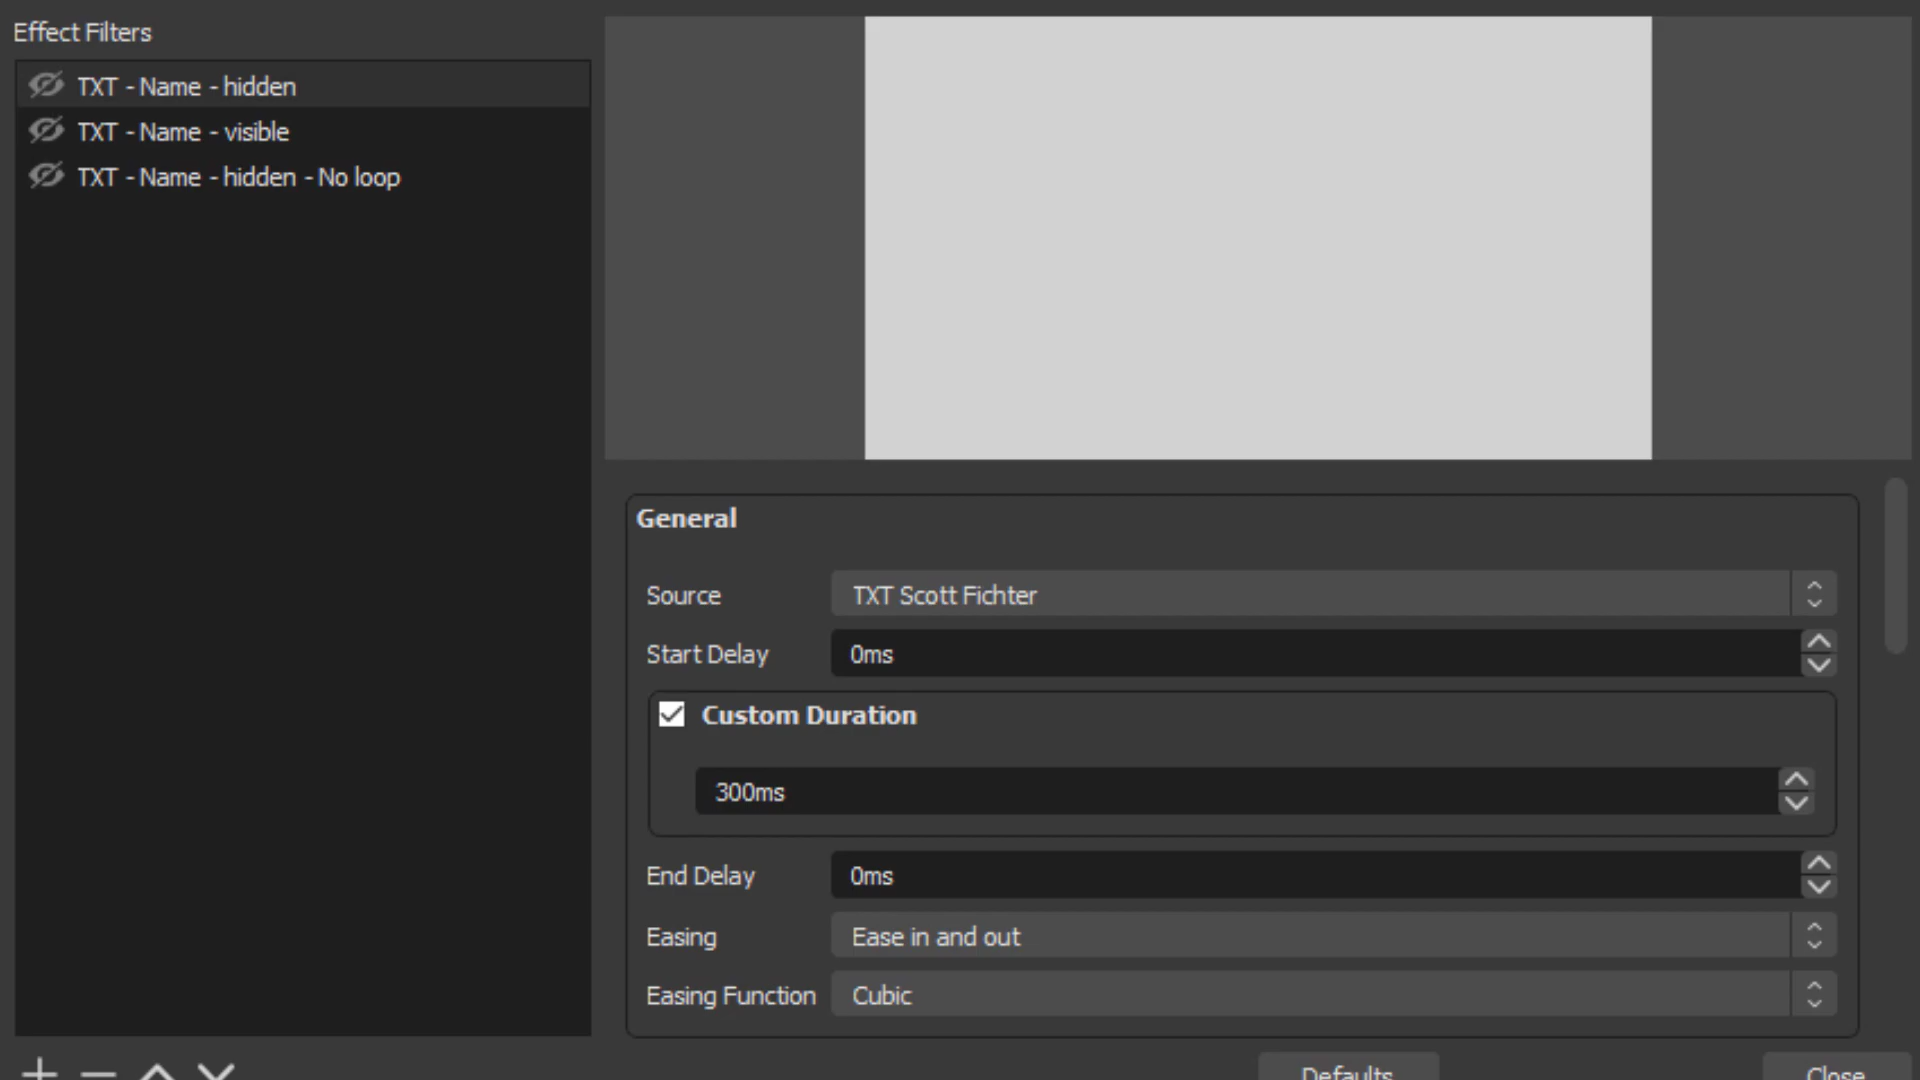 Effect Filters
TXT - Name - hidden
TXT - Name - visible
TXT - Name - hidden - No loop
General
Source TXT Scott Fichter
Start Delay 0ms
Custom Duration
300ms
End Delay 0ms
Easing Ease in and out
Easing Function Cubic
Defaults Close